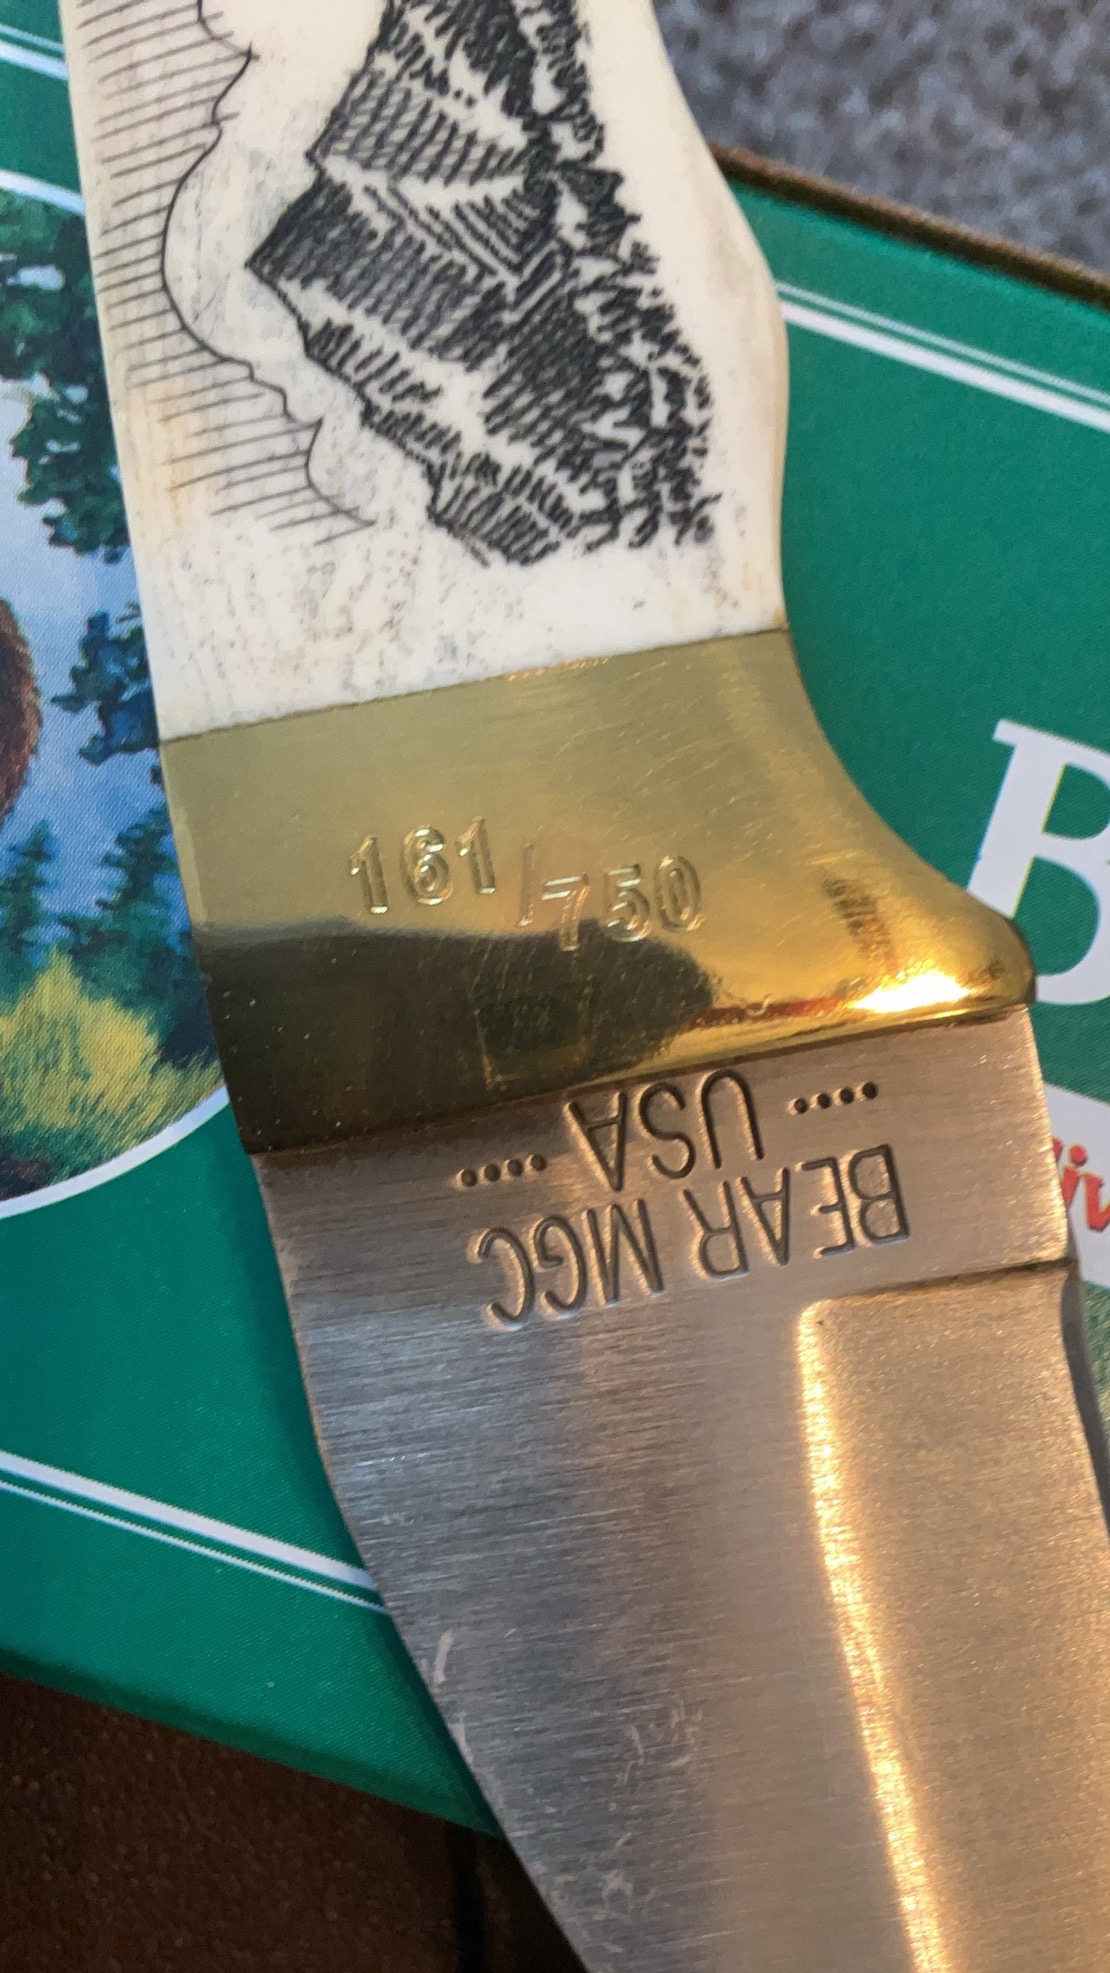 161/750
BEAR MGC
.... USA ....
B